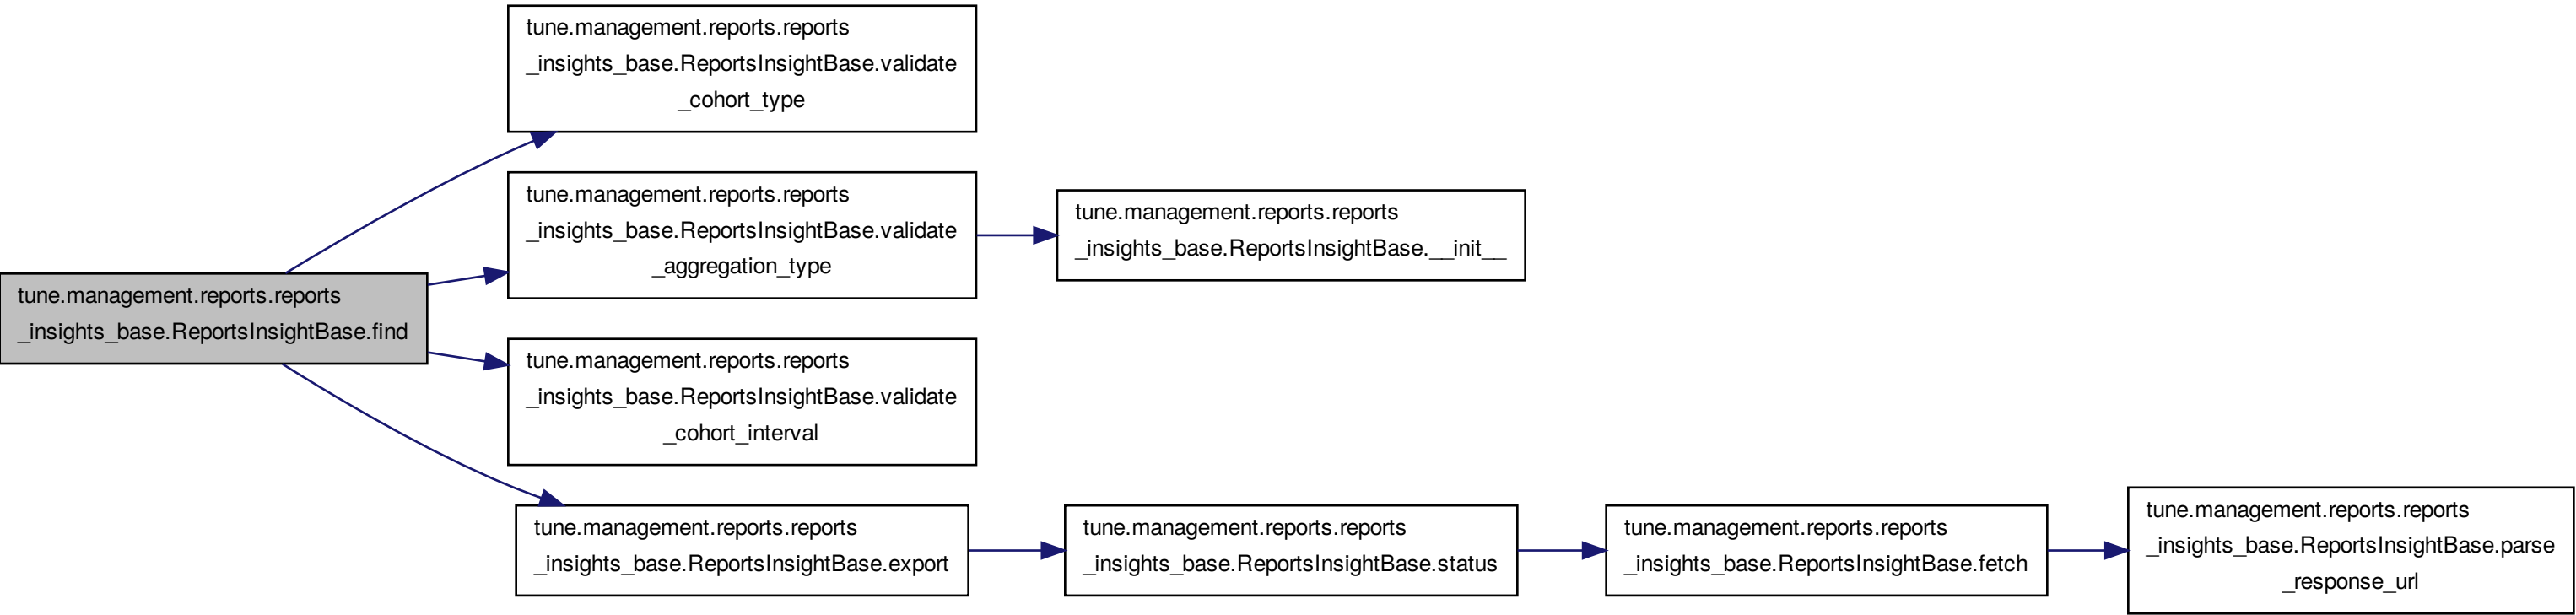 tune.management.reports.reports
_insights_base.ReportsInsightBase.find
tune.management.reports.reports
_insights_base.ReportsInsightBase.validate
_cohort_type
tune.management.reports.reports
_insights_base.ReportsInsightBase.validate
_aggregation_type
tune.management.reports.reports
_insights_base.ReportsInsightBase.__init__
tune.management.reports.reports
_insights_base.ReportsInsightBase.validate
_cohort_interval
tune.management.reports.reports
_insights_base.ReportsInsightBase.export
tune.management.reports.reports
_insights_base.ReportsInsightBase.status
tune.management.reports.reports
_insights_base.ReportsInsightBase.fetch
tune.management.reports.reports
_insights_base.ReportsInsightBase.parse
_response_url